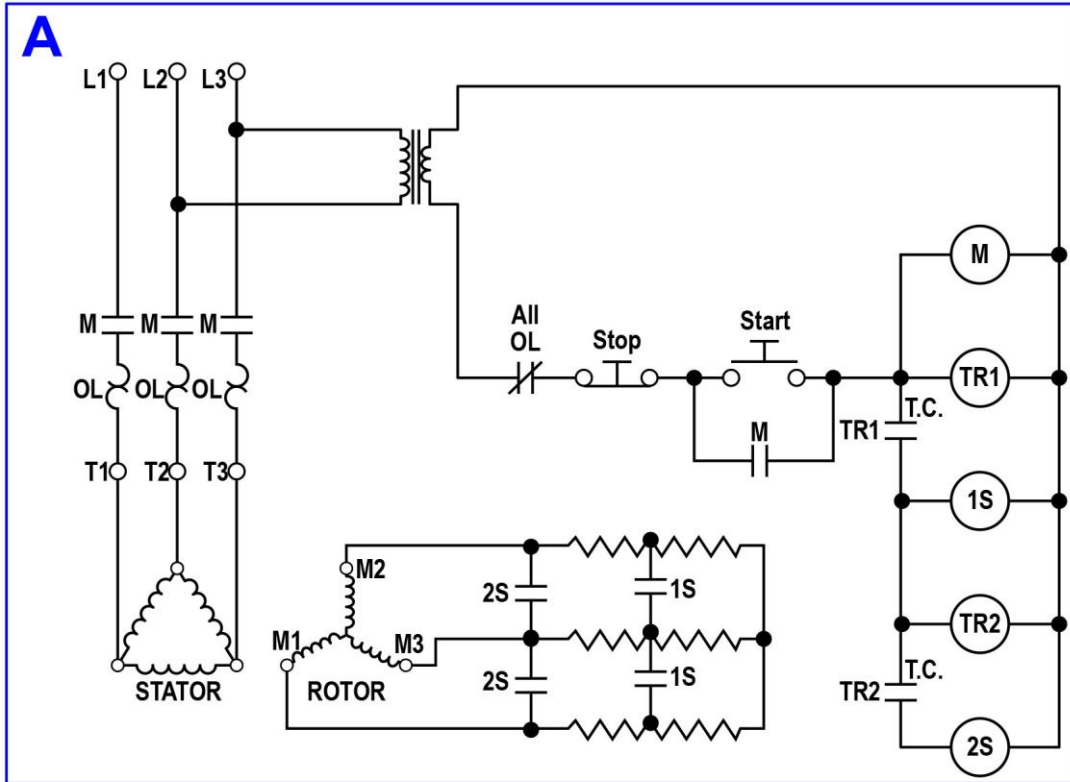 A
L1 L2 L3
M
All
OL
Stop
Start
M M M
TR1
OL OL OL
T.C.
TR1
M
T1 T2 T3
1S
M2
2S 1S
TR2
M1 M3
T.C.
2S 1S
TR2
STATOR ROTOR
2S